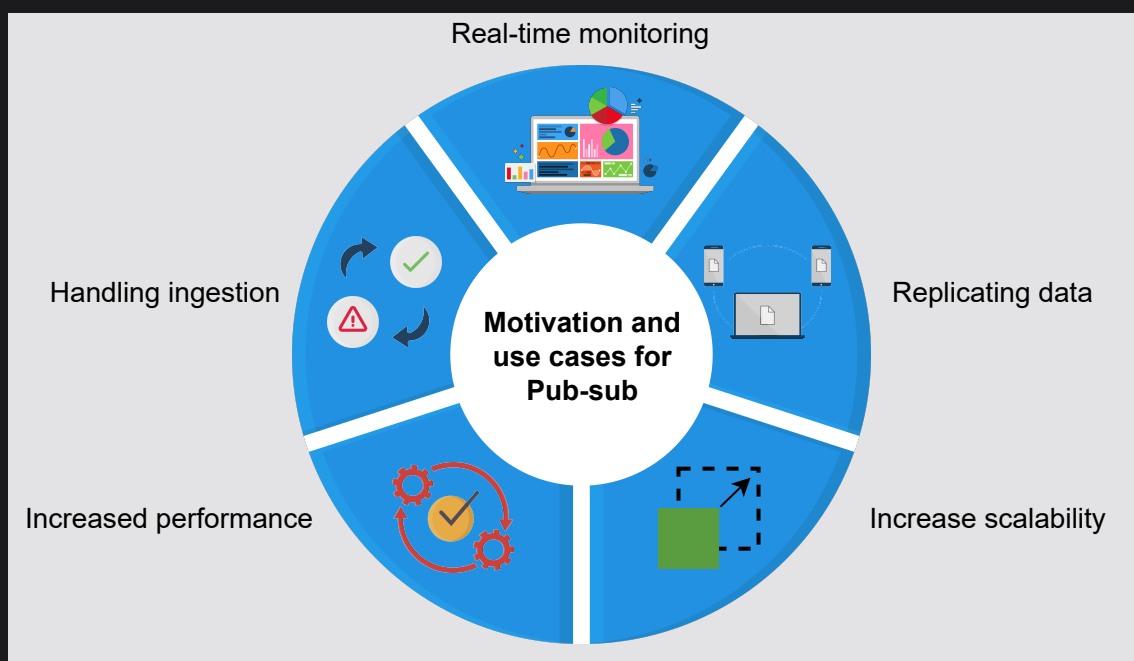 Real-time monitoring
Handling ingestion
Replicating data
Motivation and
use cases for
Pub-sub
Increased performance
Increase scalability